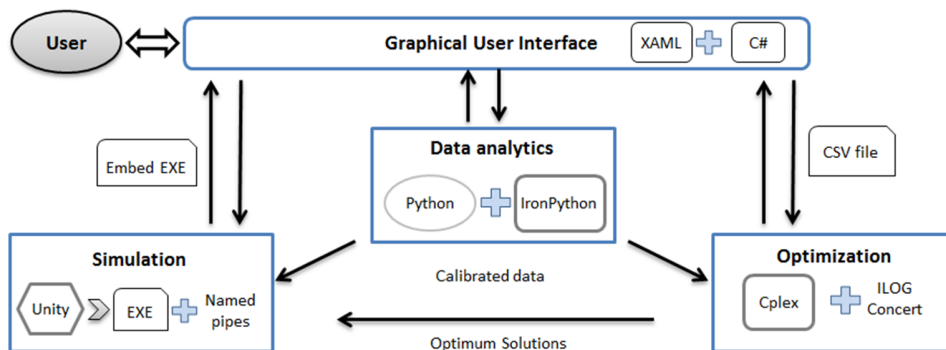 User
Graphical User Interface
XAML
C#
Embed EXE
Data analytics
Python
IronPython
CSV file
Simulation
Unity
EXE
Named
pipes
Calibrated data
Optimum Solutions
Optimization
Cplex
ILOG
Concert